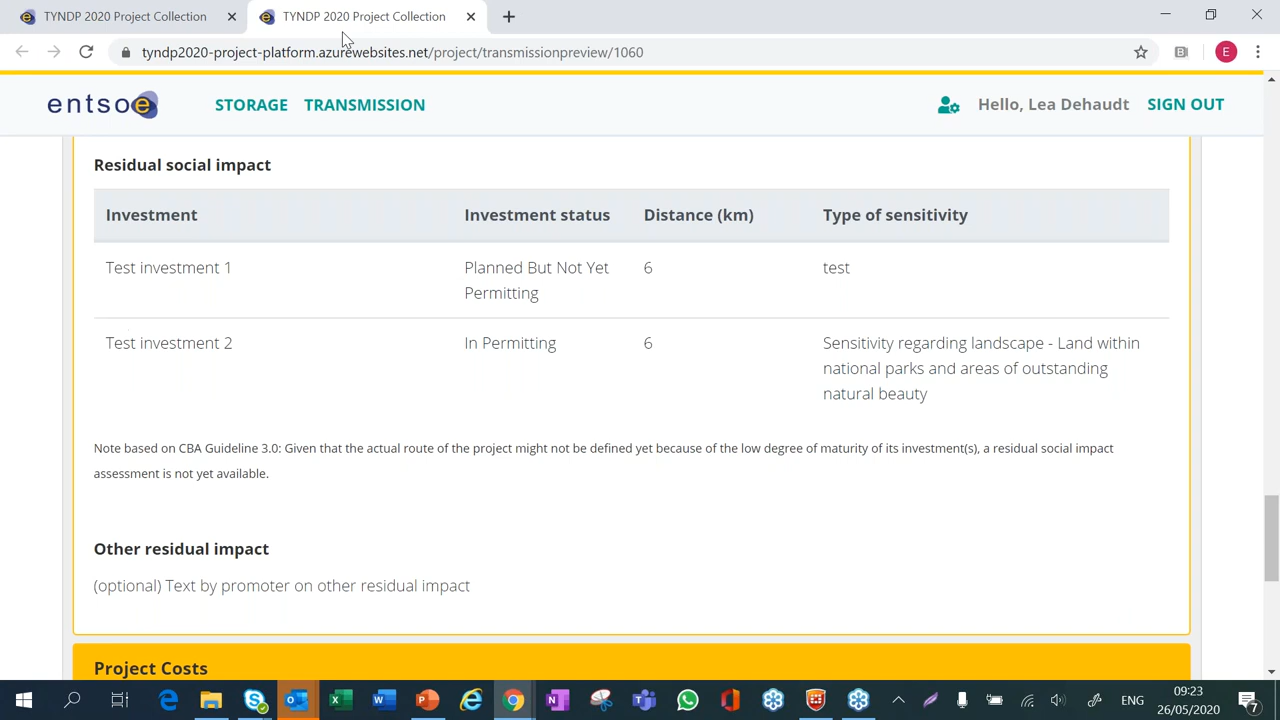 TYNDP 2020 Project Collection
TYNDP 2020 Project Collection
tyndp2020-project-platform.azurewebsites.net/project/transmissionpreview/1060
E
entsoe
STORAGE
TRANSMISSION
Hello, Lea Dehaudt
SIGN OUT
Residual social impact
Investment
Investment status
Distance (km)
Type of sensitivity
Test investment 1
Planned But Not Yet
Permitting
6
test
Test investment 2
In Permitting
6
Sensitivity regarding landscape - Land within
national parks and areas of outstanding
natural beauty
Note based on CBA Guideline 3.0: Given that the actual route of the project might not be defined yet because of the low degree of maturity of its investment(s), a residual social impact
assessment is not yet available.
Other residual impact
(optional) Text by promoter on other residual impact
Project Costs
ENG
09:23
26/05/2020
7